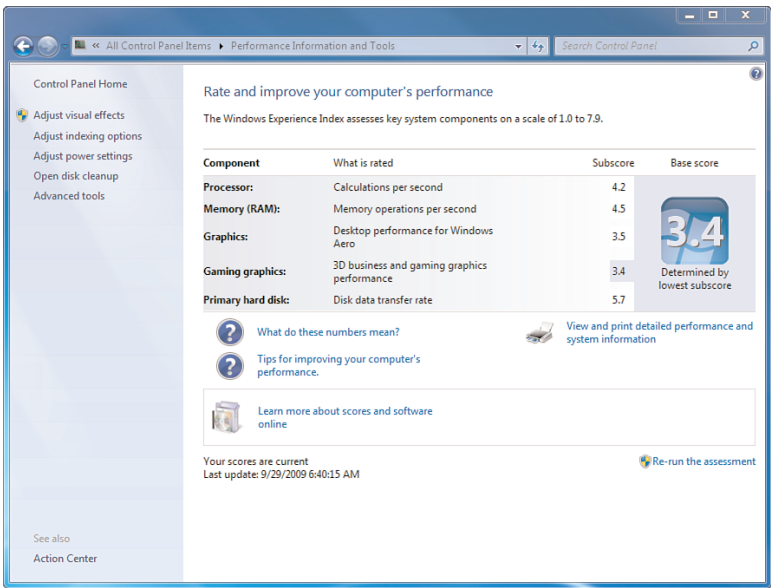 « All Control Panel Items ▸ Performance Information and Tools
Search Control Panel
Control Panel Home
Adjust visual effects
Adjust indexing options
Adjust power settings
Open disk cleanup
Advanced tools
See also
Action Center
Rate and improve your computer's performance
The Windows Experience Index assesses key system components on a scale of 1.0 to 7.9.
Component What is rated Subscore Base score
Processor: Calculations per second 4.2
Memory (RAM): Memory operations per second 4.5
Graphics: Desktop performance for Windows
Aero 3.5
Gaming graphics: 3D business and gaming graphics
performance 3.4
Primary hard disk: Disk data transfer rate 5.7
3.4
Determined by
lowest subscore
What do these numbers mean?
Tips for improving your computer's
performance.
View and print detailed performance and
system information
Learn more about scores and software
online
Your scores are current
Last update: 9/29/2009 6:40:15 AM
Re-run the assessment